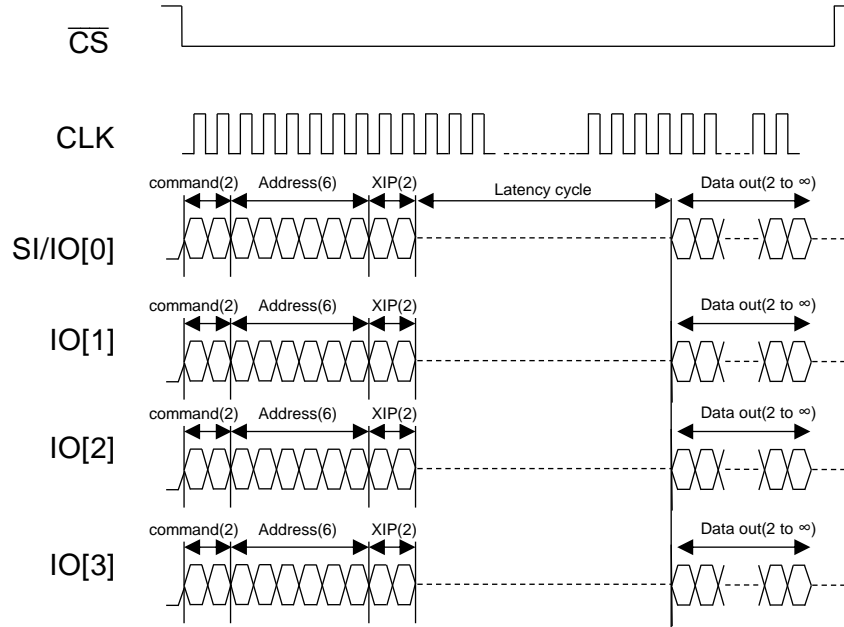 CS
CLK
command(2) Address(6) XIP(2) Latency cycle Data out(2 to ∞)
SI/IO[0]
command(2) Address(6) XIP(2) Data out(2 to ∞)
IO[1]
command(2) Address(6) XIP(2) Data out(2 to ∞)
IO[2]
command(2) Address(6) XIP(2) Data out(2 to ∞)
IO[3]